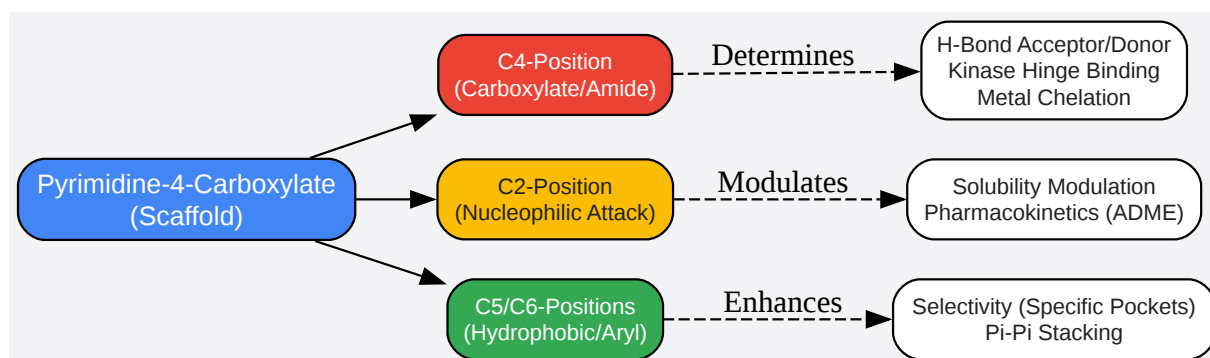 Pyrimidine-4-Carboxylate
(Scaffold)
C4-Position
(Carboxylate/Amide)
Determines
H-Bond Acceptor/Donor
Kinase Hinge Binding
Metal Chelation
C2-Position
(Nucleophilic Attack)
Modulates
Solubility Modulation
Pharmacokinetics (ADME)
C5/C6-Positions
(Hydrophobic/Aryl)
Enhances
Selectivity (Specific Pockets)
Pi-Pi Stacking